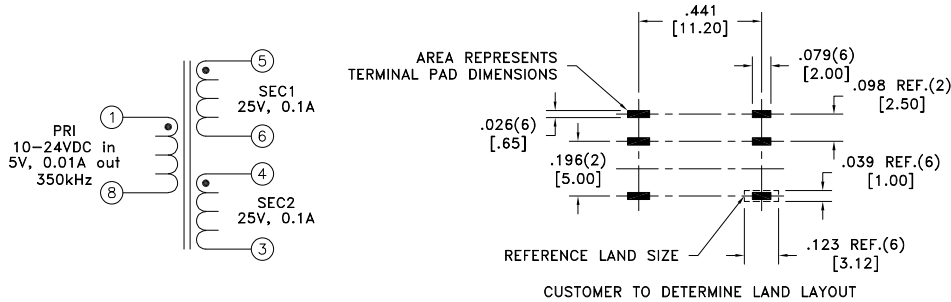 1
PRI
10-24VDC in
5V, 0.01A out
350kHz
8
5
SEC1
25V, 0.1A
6
4
SEC2
25V, 0.1A
3
.441
[11.20]
AREA REPRESENTS
TERMINAL PAD DIMENSIONS
.079(6)
[2.00]
.098 REF.(2)
[2.50]
.026(6)
[.65]
.196(2)
[5.00]
.039 REF.(6)
[1.00]
REFERENCE LAND SIZE
.123 REF.(6)
[3.12]
CUSTOMER TO DETERMINE LAND LAYOUT